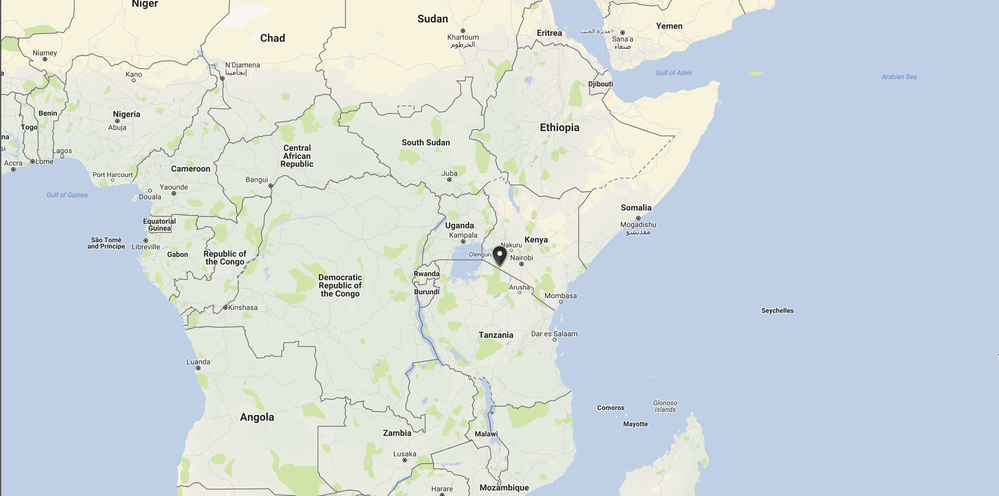 Niger
Sudan
Chad
Khartoum
الخرطوم
Eritrea
مديرة الخبت
Sana'a
صنعاء
Yemen
Niamey
N'Djamena
إنجامينا
Kano
Gulf of Aden
Arabian Sea
Djibouti
Benin
Nigeria
Abuja
Togo
Ethiopia
na
si
Lagos
Accra
Lome
Central
African
Republic
South Sudan
Cameroon
Port Harcourt
Bangui
Juba
Yaounde
Douala
Gulf of Guinea
Somalia
Mogadishu
مقديشو
Equatorial
Guinea
Uganda
Kampala
Kenya
São Tomé
and Príncipe
Libreville
Nakuru
Gabon
Republic of
the Congo
Olenguru
Nairobi
Rwanda
Democratic
Republic of
the Congo
Burundi
Arusha
Mombasa
Kinshasa
Seychelles
Tanzania
Dar es Salaam
Luanda
Comoros
Glorioso
Islands
Mayotte
Angola
Zambia
Malawi
Lusaka
Harare
Mozambique